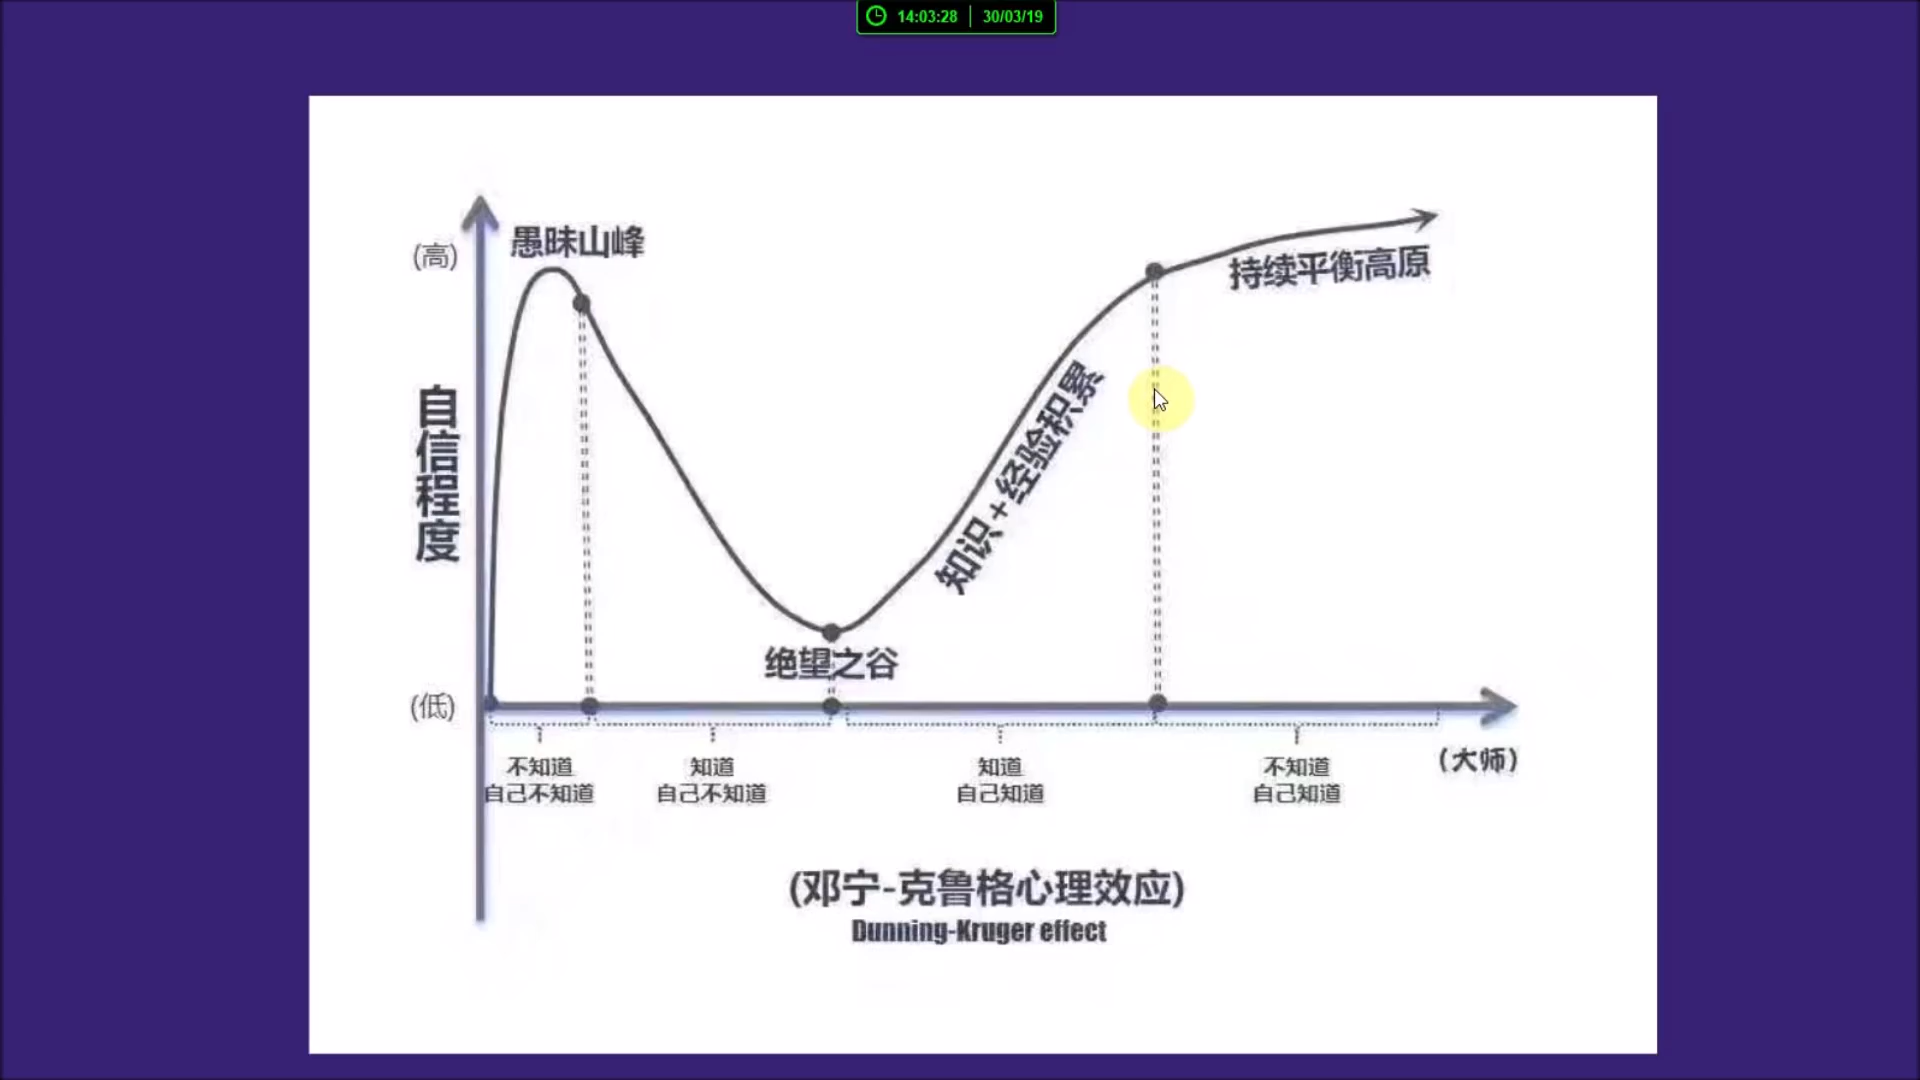 14:03:28 30/03/19
愚昧山峰
(高)
持续平衡高原
自信程度
知识+经验积累
绝望之谷
(低)
(大师)
不知道
自己不知道
知道
自己不知道
知道
自己知道
不知道
自己知道
(邓宁-克鲁格心理效应)
Dunning-Kruger effect